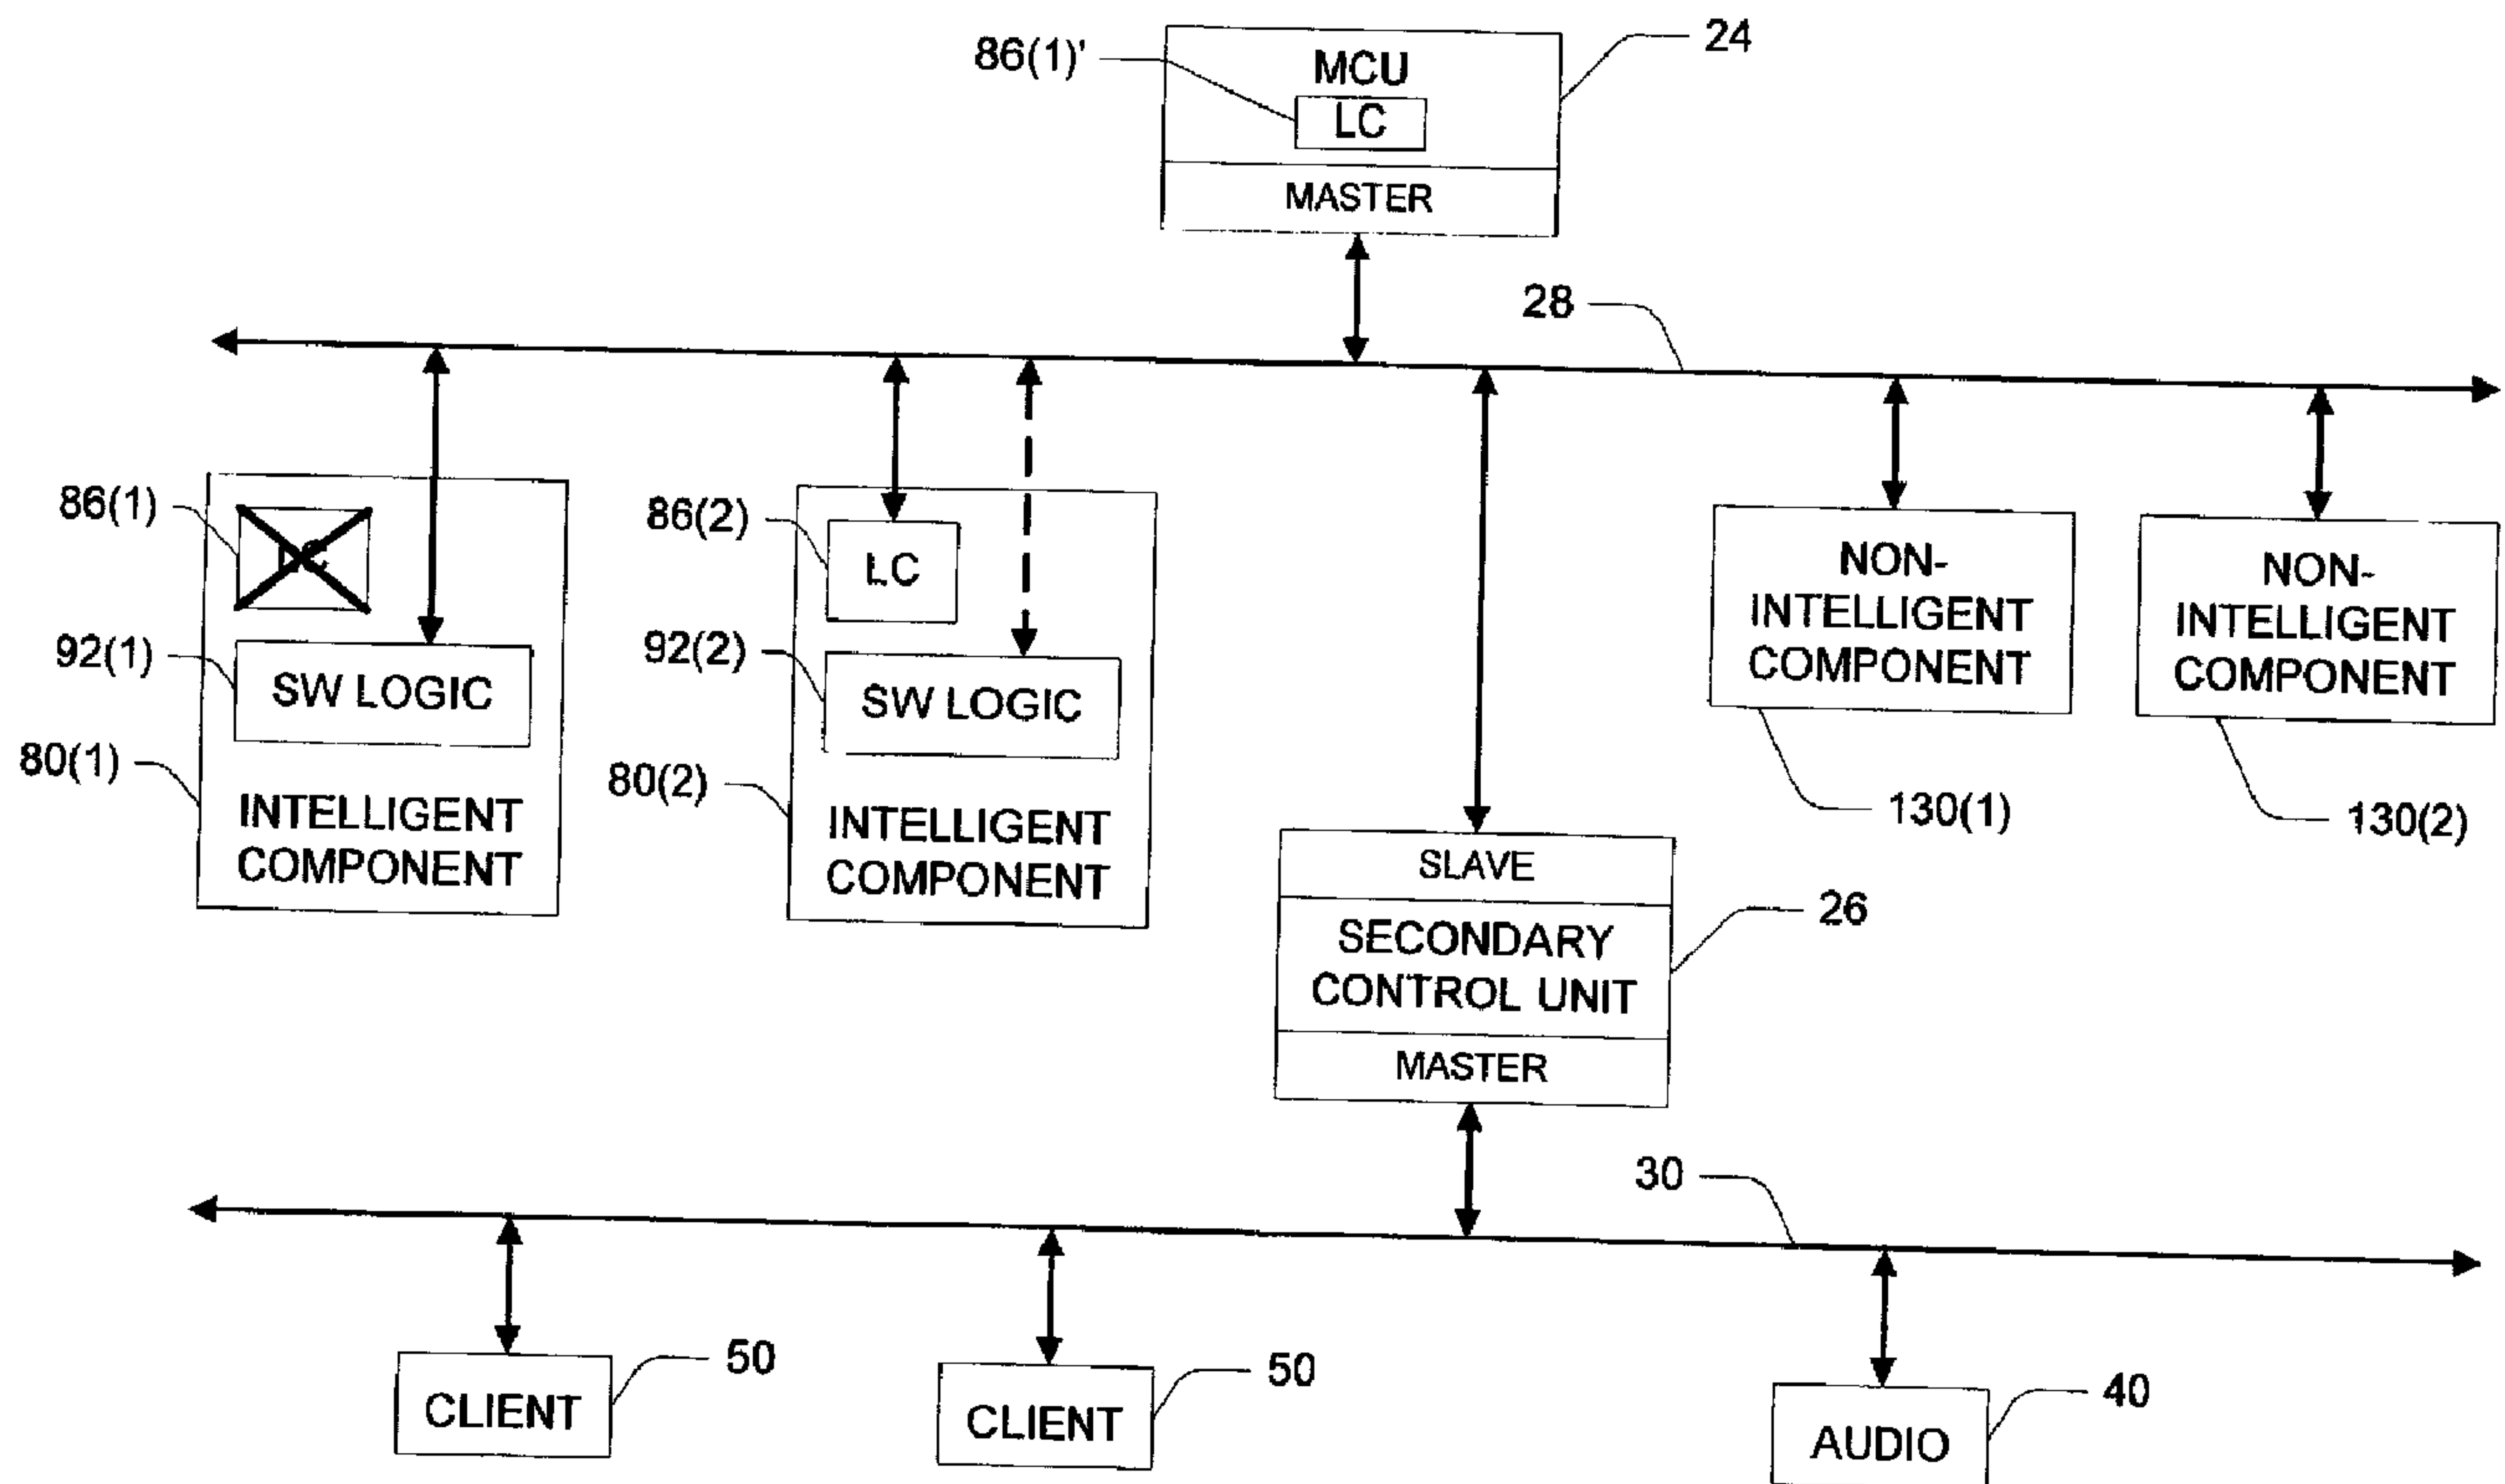 86(1)'
MCU
LC
MASTER
24
28
86(1)
92(1)
SW LOGIC
80(1)
INTELLIGENT
COMPONENT
86(2)
LC
92(2)
SW LOGIC
80(2)
INTELLIGENT
COMPONENT
NON-
INTELLIGENT
COMPONENT
130(1)
NON-
INTELLIGENT
COMPONENT
130(2)
SLAVE
SECONDARY
CONTROL UNIT
MASTER
26
30
CLIENT
50
CLIENT
50
AUDIO
40